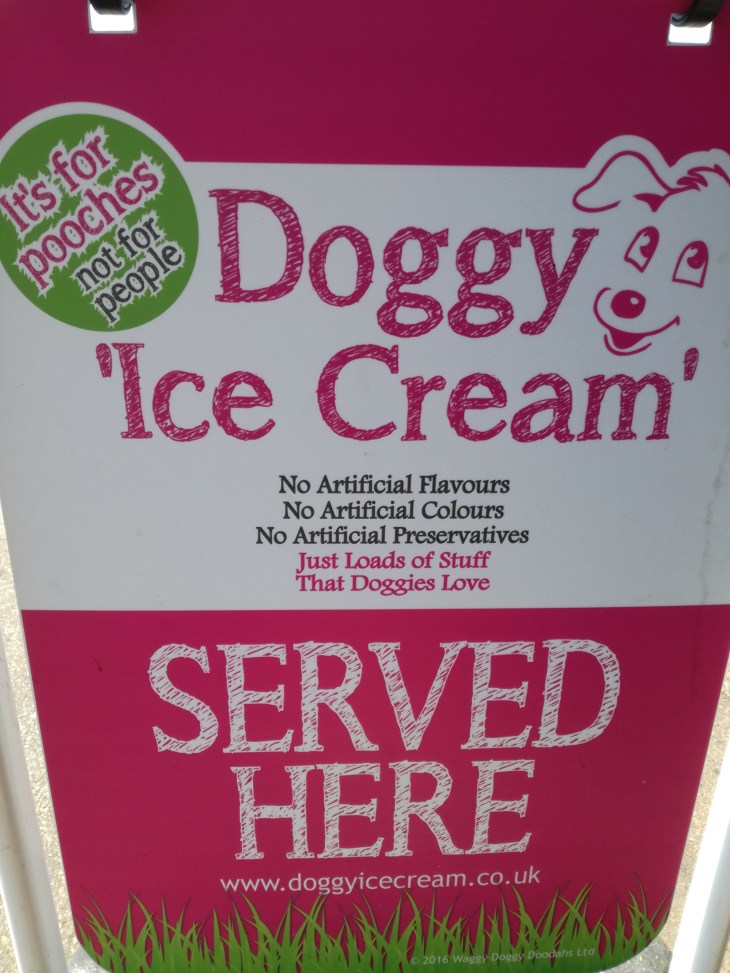 It's for
pooches
not for
people
Doggy
'Ice Cream'
No Artificial Flavours
No Artificial Colours
No Artificial Preservatives
Just Loads of Stuff
That Doggies Love
SERVED
HERE
www.doggyicecream.co.uk
© 2016 Waggy Doggy Doodahs Ltd